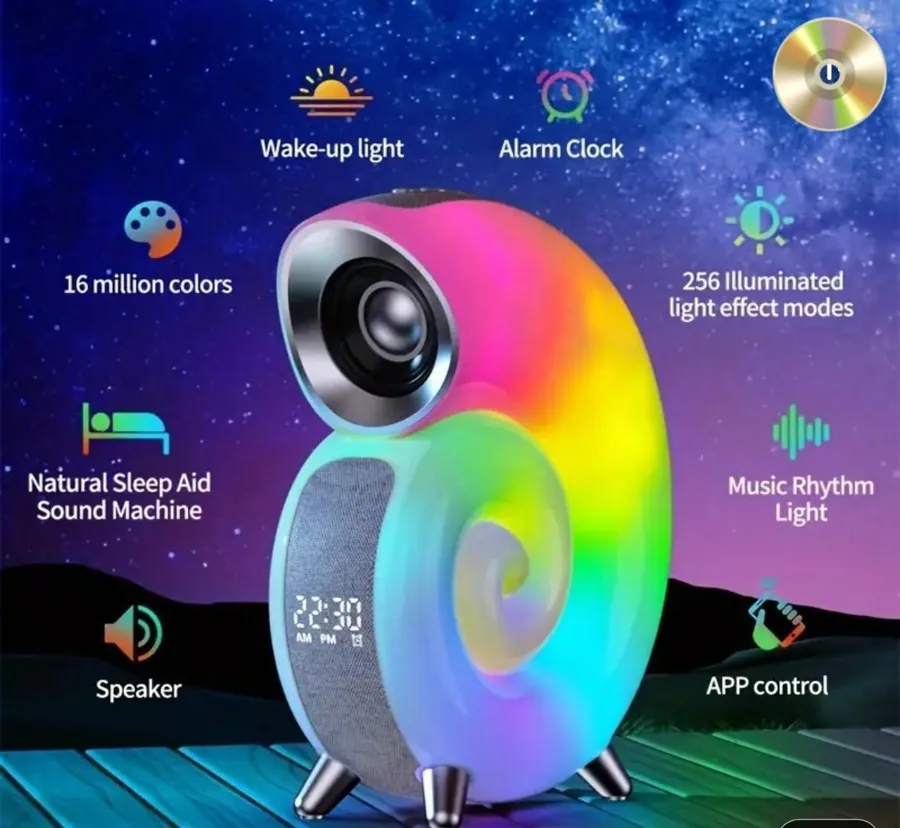 Wake-up light
Alarm Clock
16 million colors
256 Illuminated
light effect modes
Natural Sleep Aid
Sound Machine
Music Rhythm
Light
22:30
AM PM
Speaker
APP control